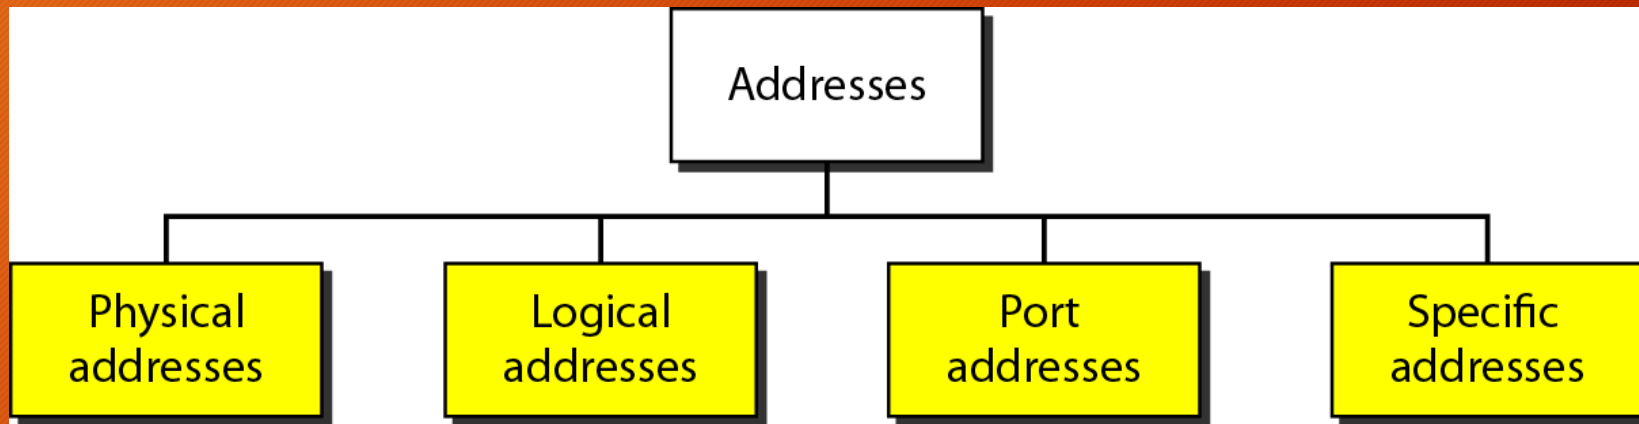 Addresses
Physical
addresses
Logical
addresses
Port
addresses
Specific
addresses